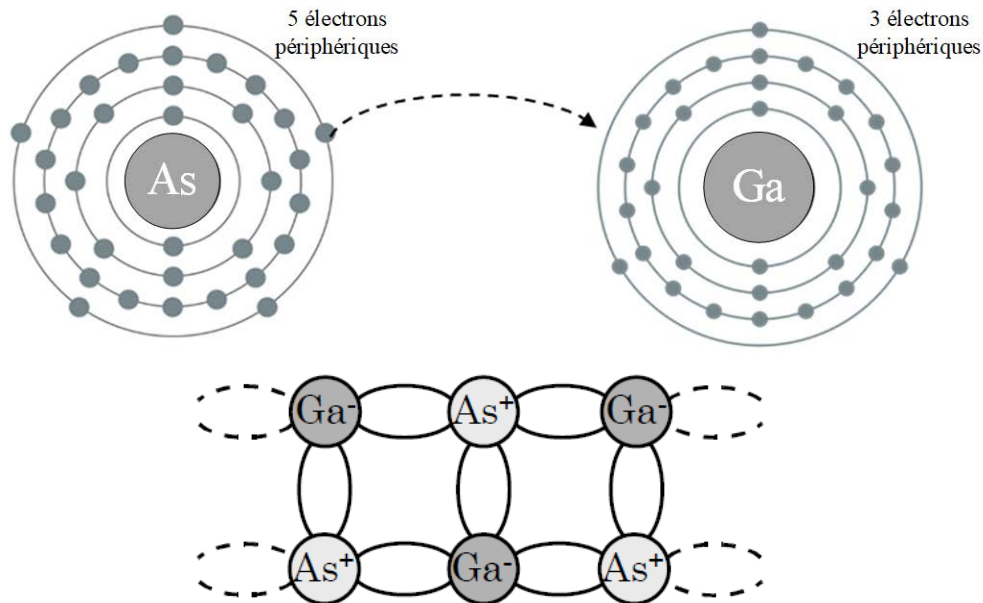 5 électrons
périphériques
3 électrons
périphériques
As
Ga
Ga⁻ As⁺ Ga⁻
As⁺ Ga⁻ As⁺